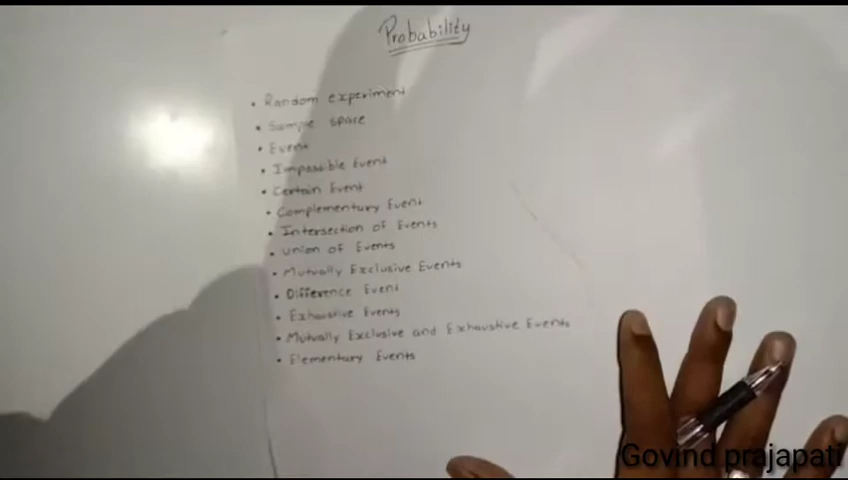 Probability
• Random experiment
• Sample space
• Event
• Impossible Event
• Certain Event
• Complementary Event
• Intersection of Events
• Union of Events
• Mutually Exclusive Events
• Difference Event
• Exhaustive Events
• Mutually Exclusive and Exhaustive Events
• Elementary Events
Govind prajapati